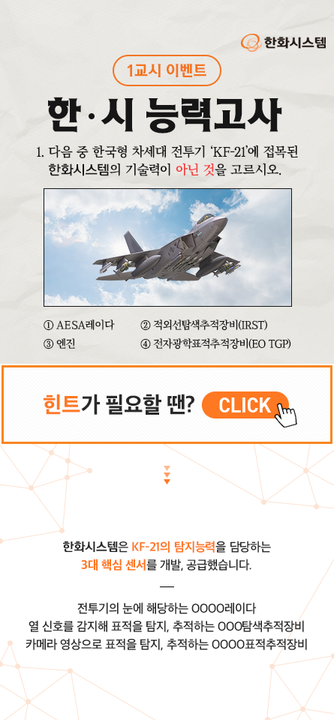 한화시스템
1교시 이벤트
한·시 능력고사
1. 다음 중 한국형 차세대 전투기 'KF-21'에 접목된
한화시스템의 기술력이 아닌 것을 고르시오.
① AESA레이다 ② 적외선탐색추적장비(IRST)
③ 엔진 ④ 전자광학표적추적장비(EO TGP)
힌트가 필요할 땐? CLICK
한화시스템은 KF-21의 탐지능력을 담당하는
3대 핵심 센서를 개발, 공급했습니다.
전투기의 눈에 해당하는 OOOO레이다
열 신호를 감지해 표적을 탐지, 추적하는 OOO탐색추적장비
카메라 영상으로 표적을 탐지, 추적하는 OOOO표적추적장비